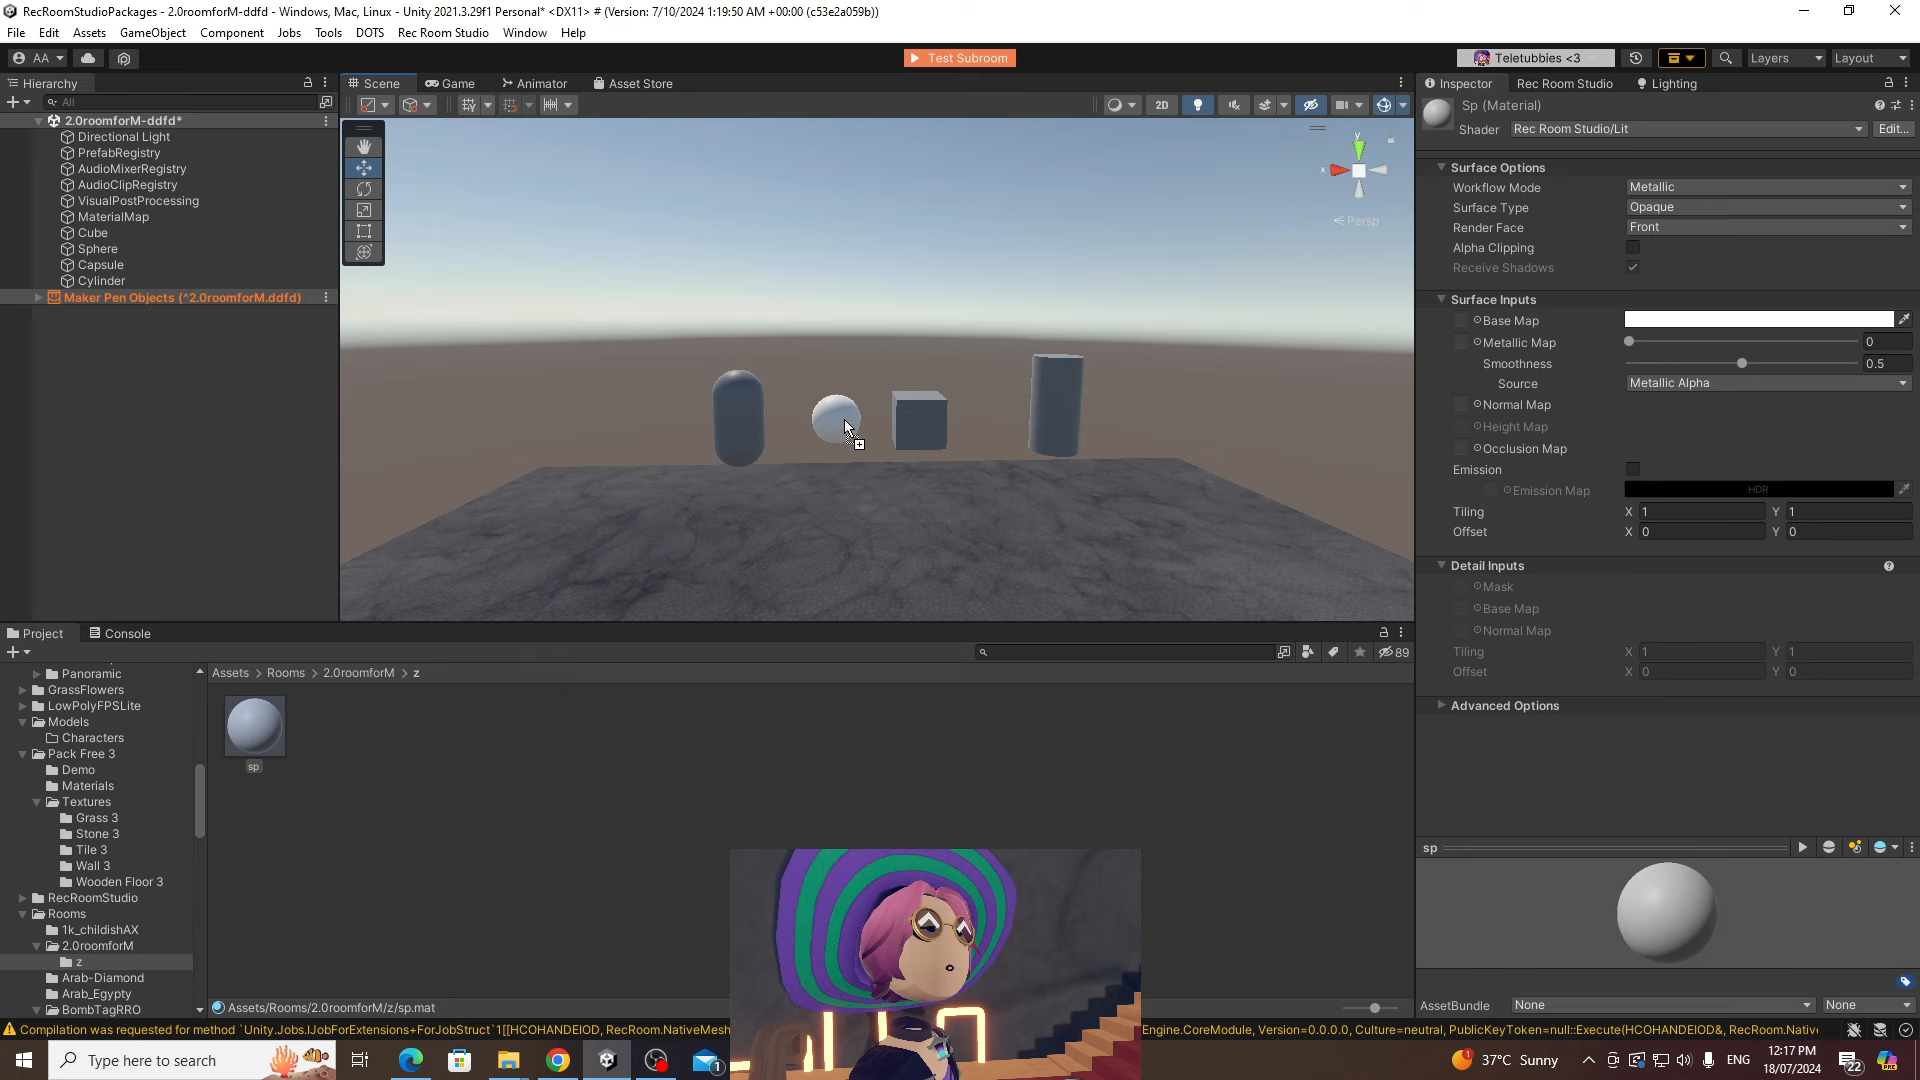 RecRoomStudioPackages - 2.0roomforM-ddfd - Windows, Mac, Linux - Unity 2021.3.29f1 Personal* <DX11> # (Version: 7/10/2024 1:19:50 AM +00:00 (c53e2a059b))
File Edit Assets GameObject Component Jobs Tools DOTS Rec Room Studio Window Help
AA Test Subroom Teletubbies <3 Layers Layout
Hierarchy Scene Game Animator Asset Store Inspector Rec Room Studio Lighting
All 2D
2.0roomforM-ddfd*
Directional Light
PrefabRegistry
AudioMixerRegistry
AudioClipRegistry
VisualPostProcessing
MaterialMap
Cube
Sphere
Capsule
Cylinder
Maker Pen Objects (^2.0roomforM.ddfd)
y
x
Persp
Sp (Material)
Shader Rec Room Studio/Lit Edit...
Surface Options
Workflow Mode Metallic
Surface Type Opaque
Render Face Front
Alpha Clipping
Receive Shadows
Surface Inputs
Base Map
Metallic Map 0
Smoothness 0.5
Source Metallic Alpha
Normal Map
Height Map
Occlusion Map
Emission
Emission Map HDR
Tiling X 1 Y 1
Offset X 0 Y 0
Detail Inputs
Mask
Base Map
Normal Map
Tiling X 1 Y 1
Offset X 0 Y 0
Advanced Options
sp
AssetBundle None None
Project Console
89
Assets > Rooms > 2.0roomforM > z
Panoramic
GrassFlowers
LowPolyFPSLite
Models
Characters
Pack Free 3
Demo
Materials
Textures
Grass 3
Stone 3
Tile 3
Wall 3
Wooden Floor 3
RecRoomStudio
Rooms
1k_childishAX
2.0roomforM
z
Arab-Diamond
Arab_Egypty
BombTagRRO
sp
Assets/Rooms/2.0roomforM/z/sp.mat
Compilation was requested for method `Unity.Jobs.IJobForExtensions+ForJobStruct`1[[HCOHANDEIOD, RecRoom.NativeMesh
Engine.CoreModule, Version=0.0.0.0, Culture=neutral, PublicKeyToken=null::Execute(HCOHANDEIOD&, RecRoom.Native
Type here to search
1
37°C Sunny ENG 12:17 PM
18/07/2024
22
PRE